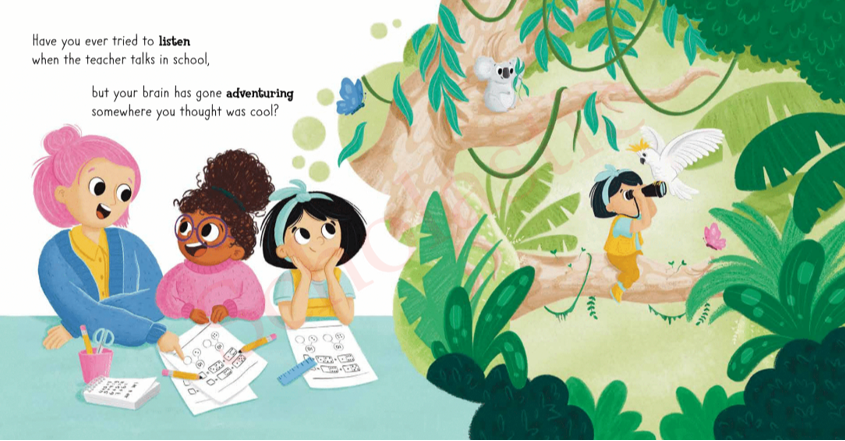 Have you ever tried to listen
when the teacher talks in school,
but your brain has gone adventuring
somewhere you thought was cool?